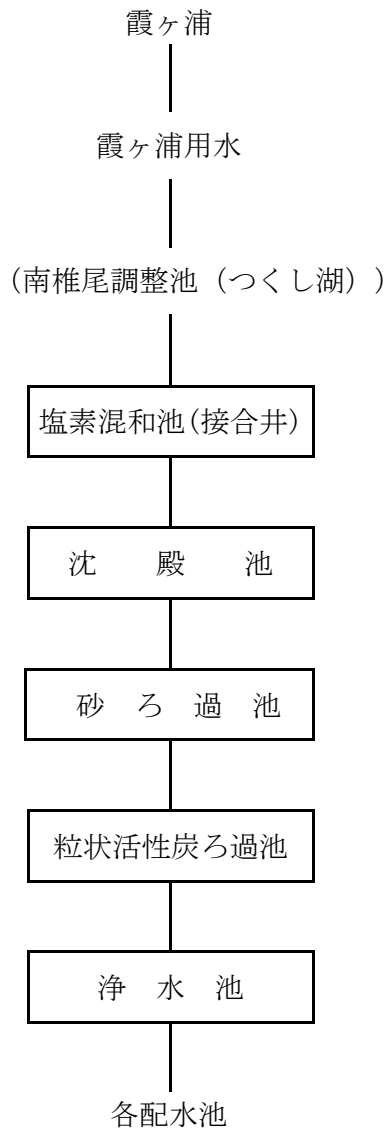 霞ヶ浦
霞ヶ浦用水
（南椎尾調整池（つくし湖））
塩素混和池(接合井)
沈　殿　池
砂　ろ　過　池
粒状活性炭ろ過池
浄　水　池
各配水池